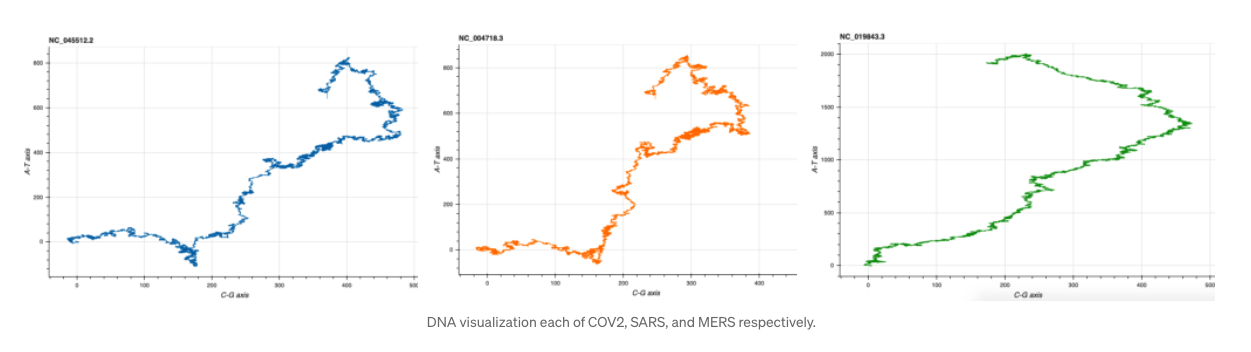 NC_045512.2
800
600
400
200
0
A-T axis
0 100 200 300 400 500
C-G axis
NC_004718.3
800
600
400
200
0
A-T axis
0 100 200 300 400
C-G axis
NC_019843.3
2000
1500
1000
500
0
A-T axis
0 100 200 300 400 500
C-G axis
DNA visualization each of COV2, SARS, and MERS respectively.